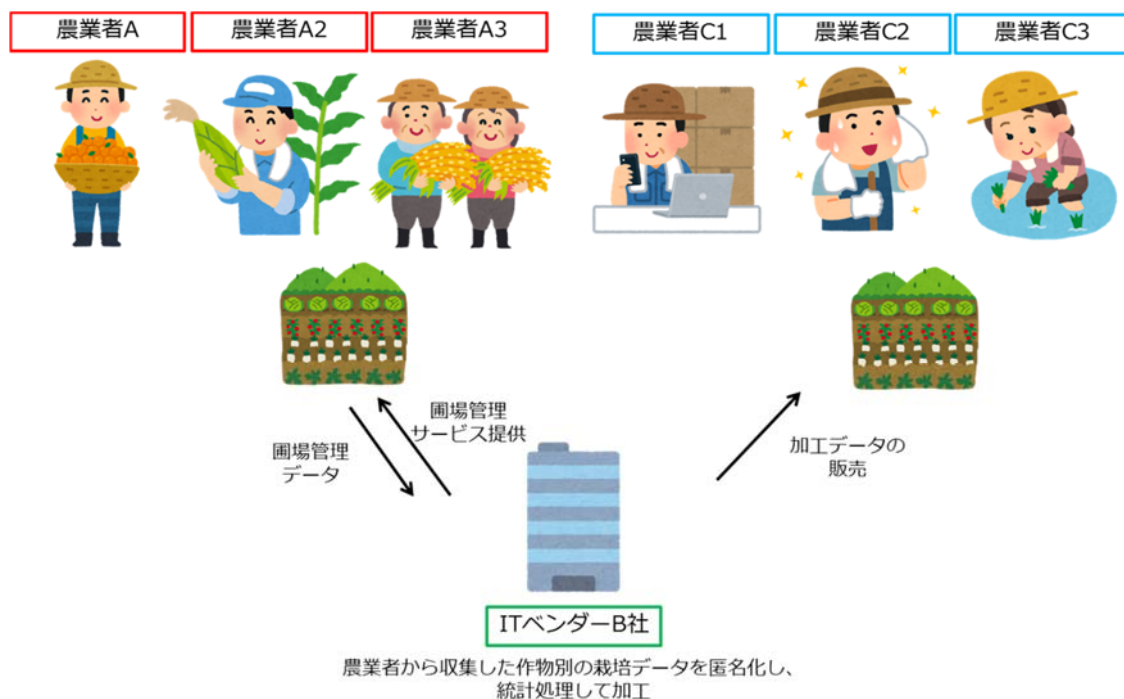 農業者A
農業者A2
農業者A3
農業者C1
農業者C2
農業者C3
圃場管理
サービス提供
圃場管理
データ
加工データの
販売
ITベンダーB社
農業者から収集した作物別の栽培データを匿名化し、
統計処理して加工